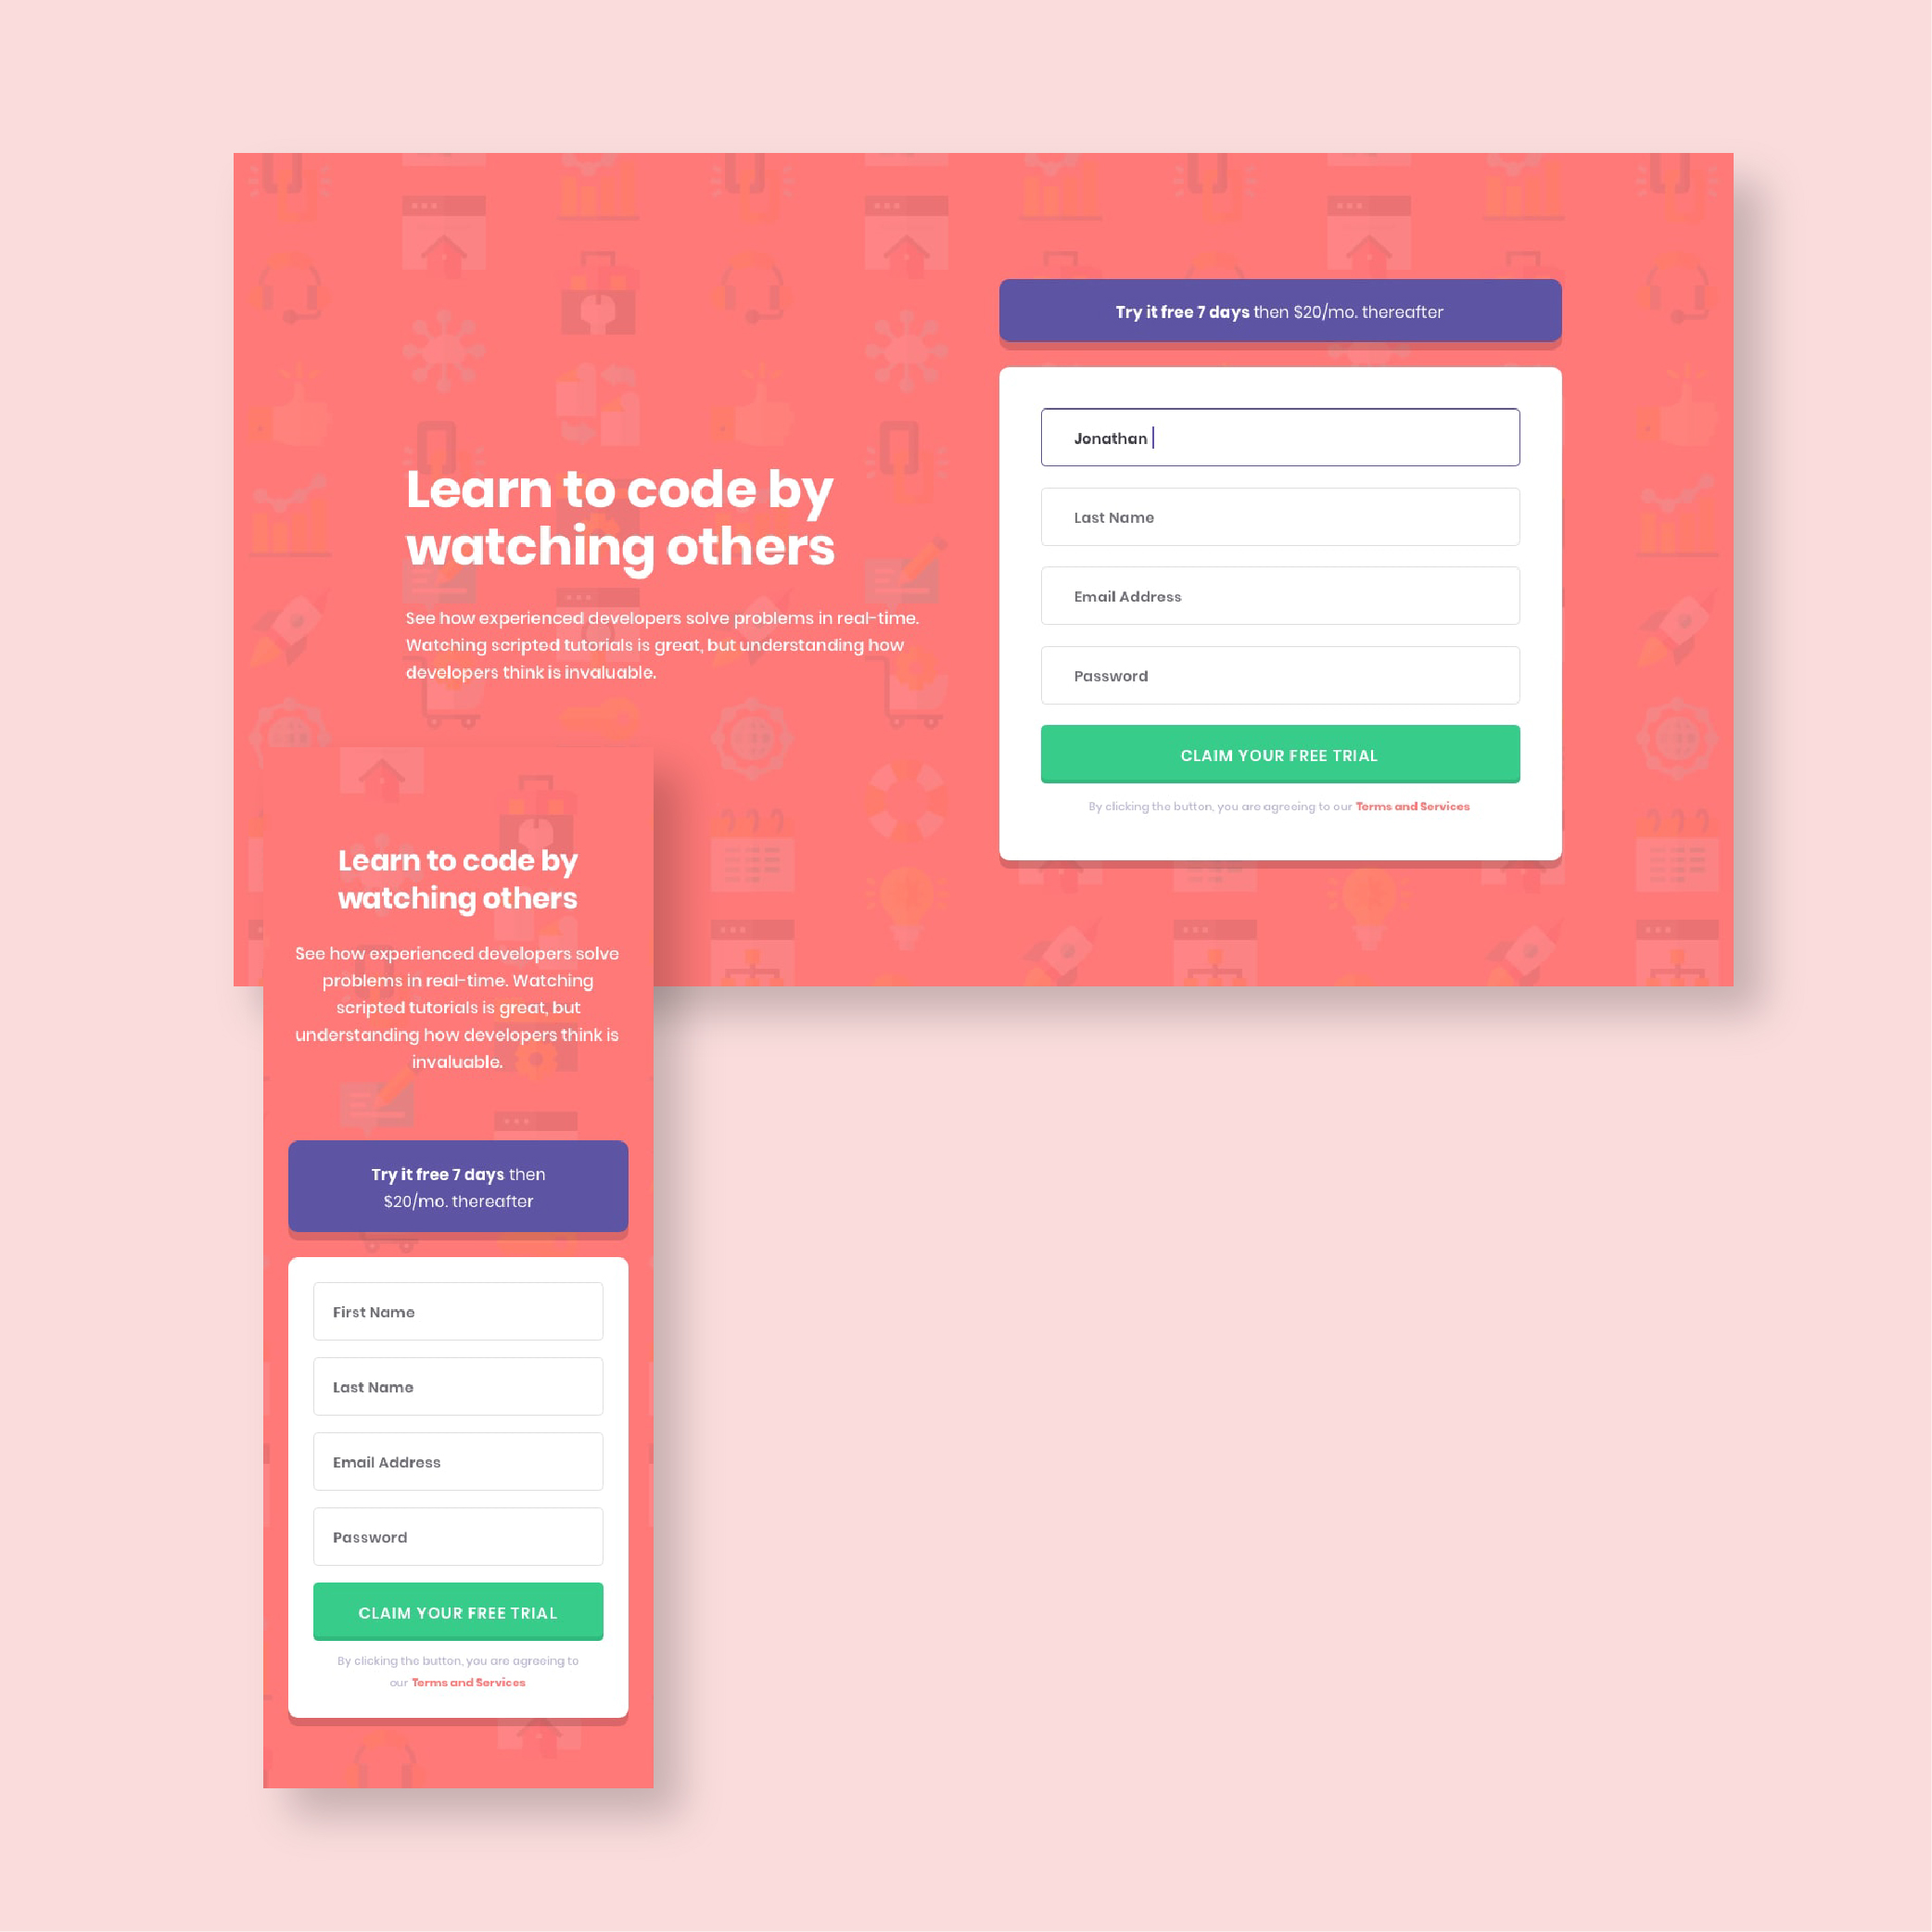 Learn to code by
watching others
See how experienced developers solve problems in real-time.
Watching scripted tutorials is great, but understanding how
developers think is invaluable.
Try it free 7 days then $20/mo. thereafter
Jonathan
Last Name
Email Address
Password
CLAIM YOUR FREE TRIAL
By clicking the button, you are agreeing to our Terms and Services
Learn to code by
watching others
See how experienced developers solve
problems in real-time. Watching
scripted tutorials is great, but
understanding how developers think is
invaluable.
Try it free 7 days then
$20/mo. thereafter
First Name
Last Name
Email Address
Password
CLAIM YOUR FREE TRIAL
By clicking the button, you are agreeing to
our Terms and Services